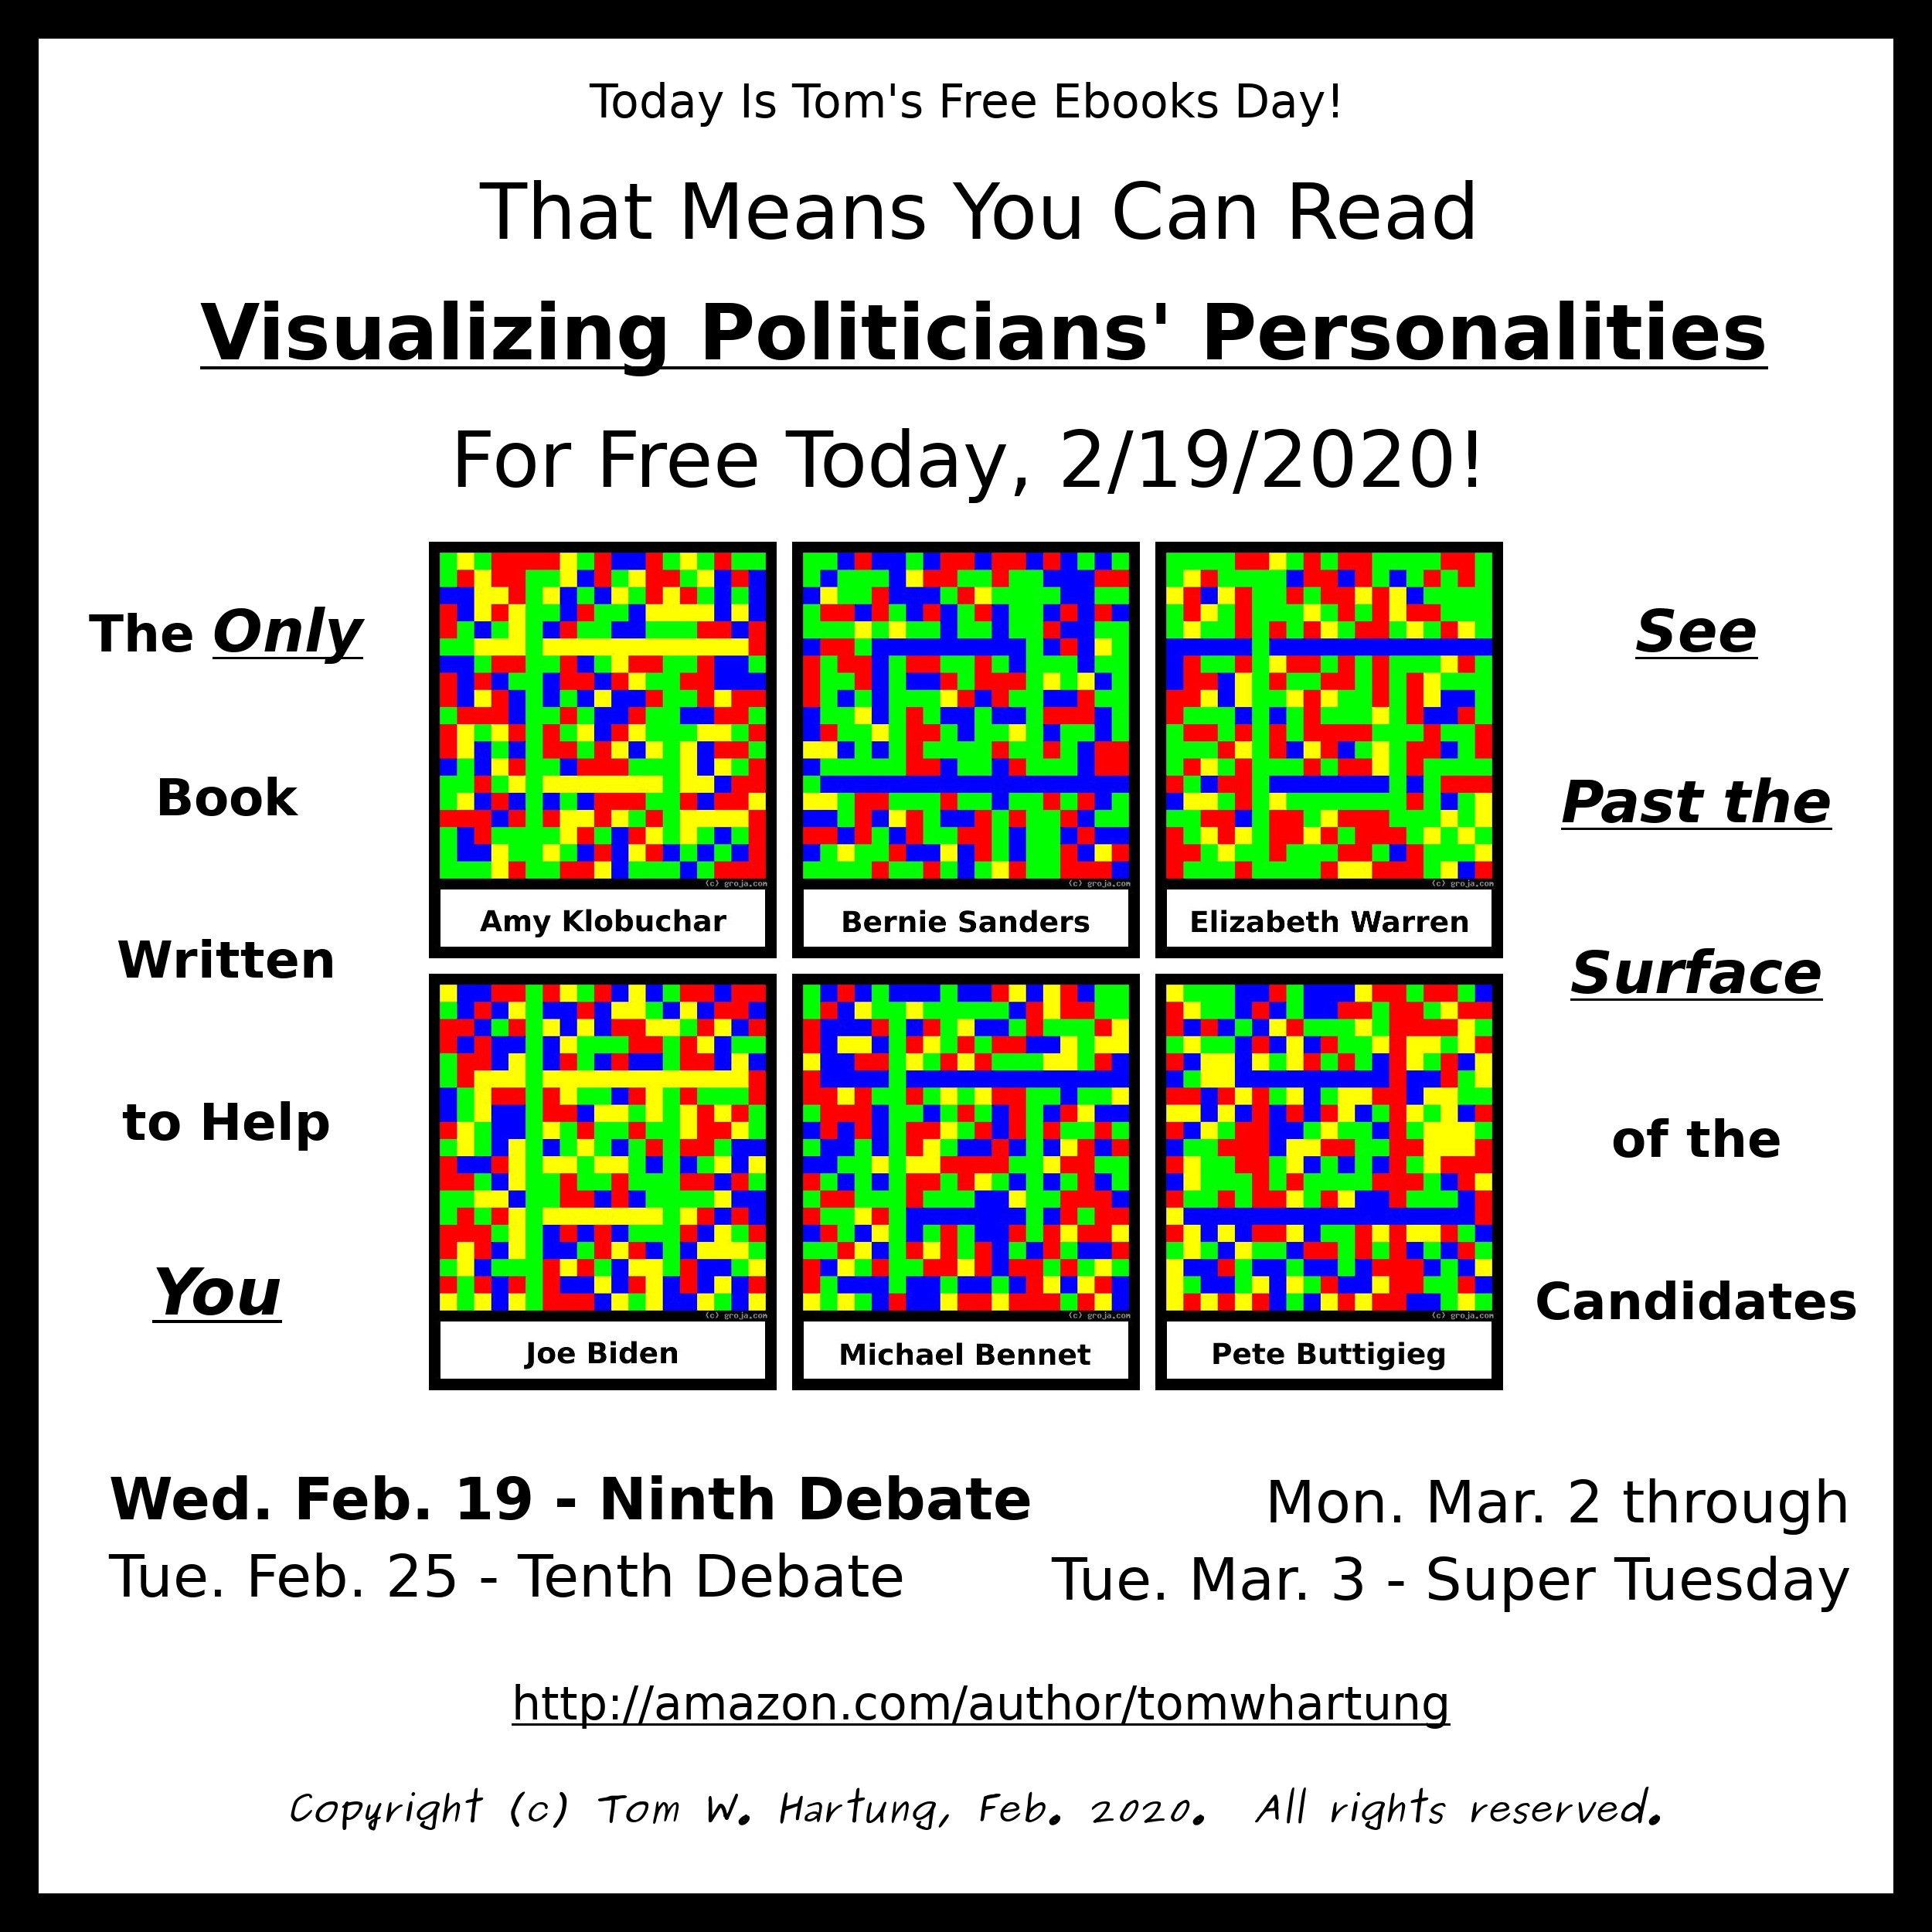 Today Is Tom's Free Ebooks Day!
That Means You Can Read
Visualizing Politicians' Personalities
For Free Today, 2/19/2020!
The Only
Book
Written
to Help
You
(c) groja.com
(c) groja.com
(c) groja.com
Amy Klobuchar
Bernie Sanders
Elizabeth Warren
(c) groja.com
(c) groja.com
(c) groja.com
Joe Biden
Michael Bennet
Pete Buttigieg
See
Past the
Surface
of the
Candidates
Wed. Feb. 19 - Ninth Debate
Tue. Feb. 25 - Tenth Debate
Mon. Mar. 2 through
Tue. Mar. 3 - Super Tuesday
http://amazon.com/author/tomwhartung
Copyright (c) Tom W. Hartung, Feb. 2020. All rights reserved.